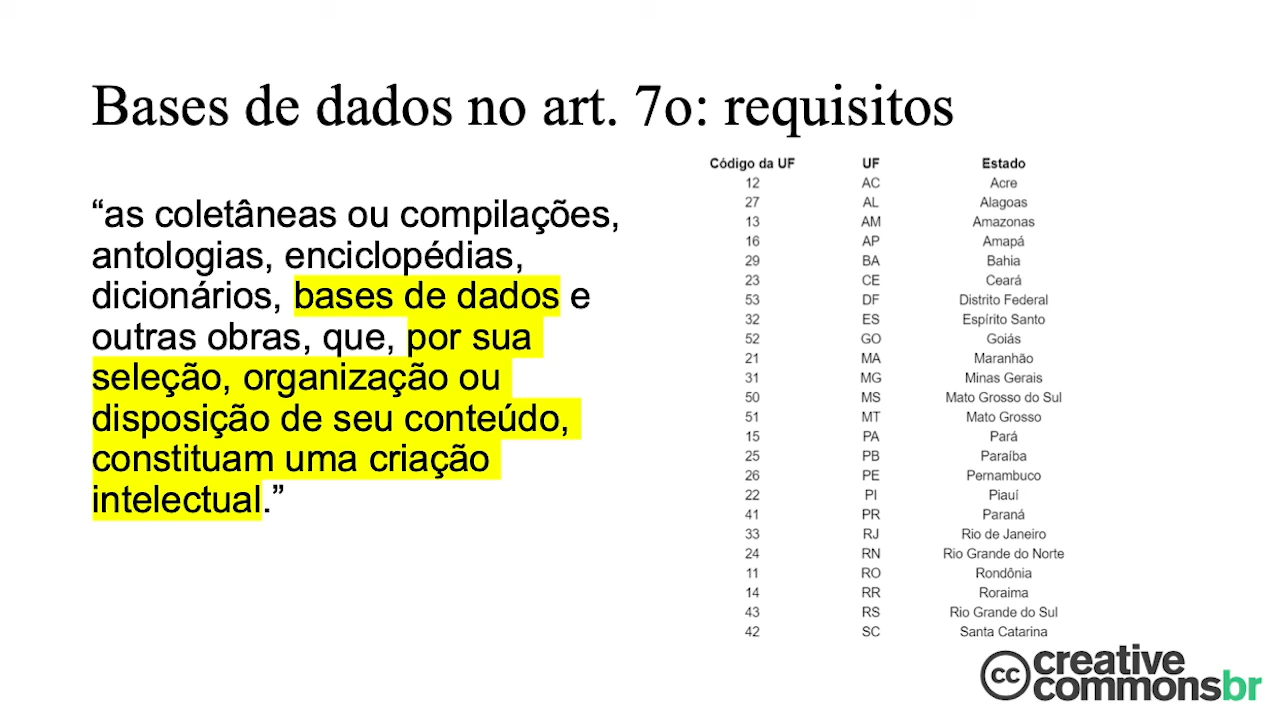 Bases de dados no art. 7o: requisitos
“as coletâneas ou compilações,
antologias, enciclopédias,
dicionários, bases de dados e
outras obras, que, por sua
seleção, organização ou
disposição de seu conteúdo,
constituam uma criação
intelectual.”
Código da UF UF Estado
12 AC Acre
27 AL Alagoas
13 AM Amazonas
16 AP Amapá
29 BA Bahia
23 CE Ceará
53 DF Distrito Federal
32 ES Espírito Santo
52 GO Goiás
21 MA Maranhão
31 MG Minas Gerais
50 MS Mato Grosso do Sul
51 MT Mato Grosso
15 PA Pará
25 PB Paraíba
26 PE Pernambuco
22 PI Piauí
41 PR Paraná
33 RJ Rio de Janeiro
24 RN Rio Grande do Norte
11 RO Rondônia
14 RR Roraima
43 RS Rio Grande do Sul
42 SC Santa Catarina
cc creative
commonsbr